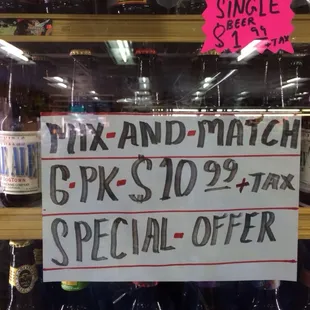 SINGLE
BEER
$1.99
+TAX
MIX-AND-MATCH
6-PK-$10.99+TAX
SPECIAL-OFFER